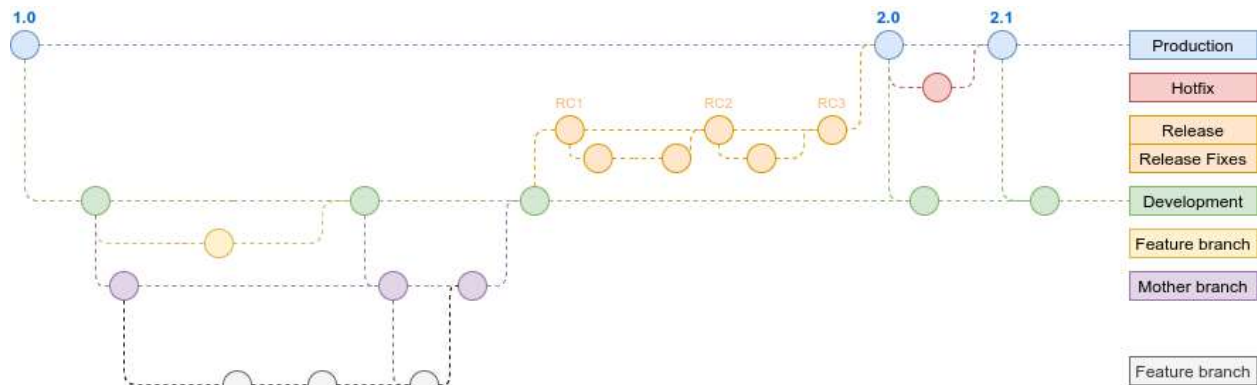 1.0
2.0
2.1
Production
Hotfix
RC1
RC2
RC3
Release
Release Fixes
Development
Feature branch
Mother branch
Feature branch